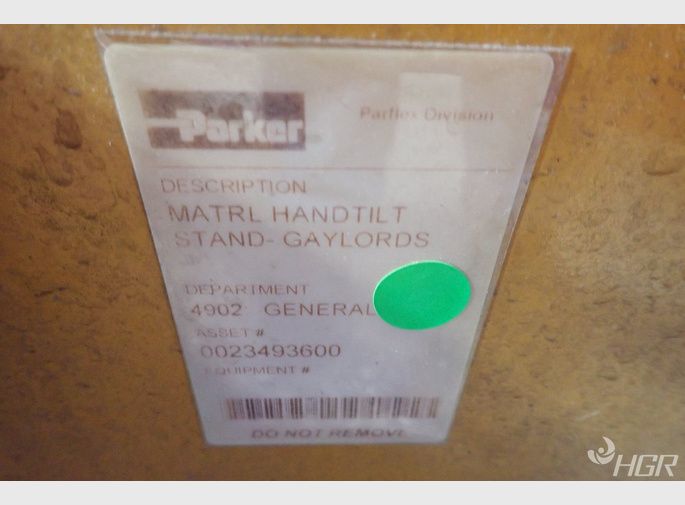 Parker
Parflex Division
DESCRIPTION
MATRL HANDTILT
STAND- GAYLORDS
DEPARTMENT
4902 GENERAL
ASSET #
0023493600
EQUIPMENT #
DO NOT REMOVE
HGR